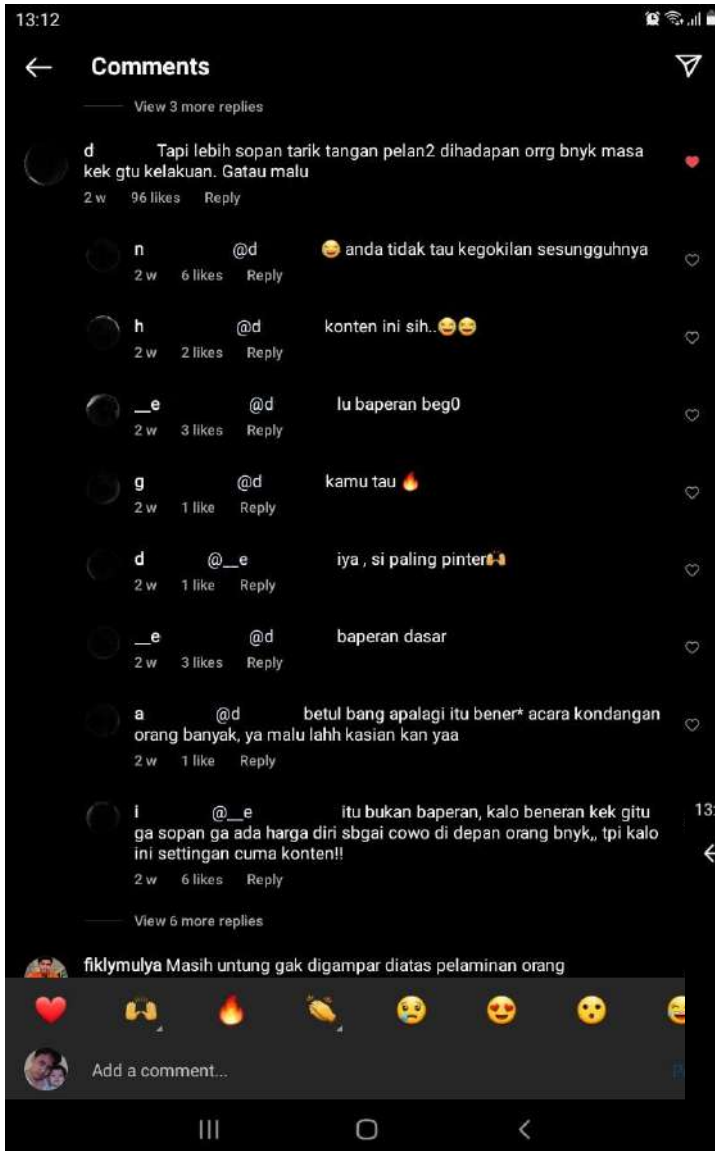 13:12
Comments
View 3 more replies
d Tapi lebih sopan tarik tangan pelan2 dihadapan orrg bnyk masa
kek gtu kelakuan. Gatau malu
2 w 96 likes Reply
n @d 😂 anda tidak tau kegokilan sesungguhnya
2 w 6 likes Reply
h @d konten ini sih..😂😂
2 w 2 likes Reply
__e @d lu baperan beg0
2 w 3 likes Reply
g @d kamu tau 🔥
2 w 1 like Reply
d @__e iya , si paling pinter🙌
2 w 1 like Reply
__e @d baperan dasar
2 w 3 likes Reply
a @d betul bang apalagi itu bener* acara kondangan
orang banyak, ya malu lahh kasian kan yaa
2 w 1 like Reply
i @__e itu bukan baperan, kalo beneran kek gitu
ga sopan ga ada harga diri sbgai cowo di depan orang bnyk,, tpi kalo
ini settingan cuma konten!!
2 w 6 likes Reply
13:
View 6 more replies
fiklymulya Masih untung gak digampar diatas pelaminan orang
Add a comment...